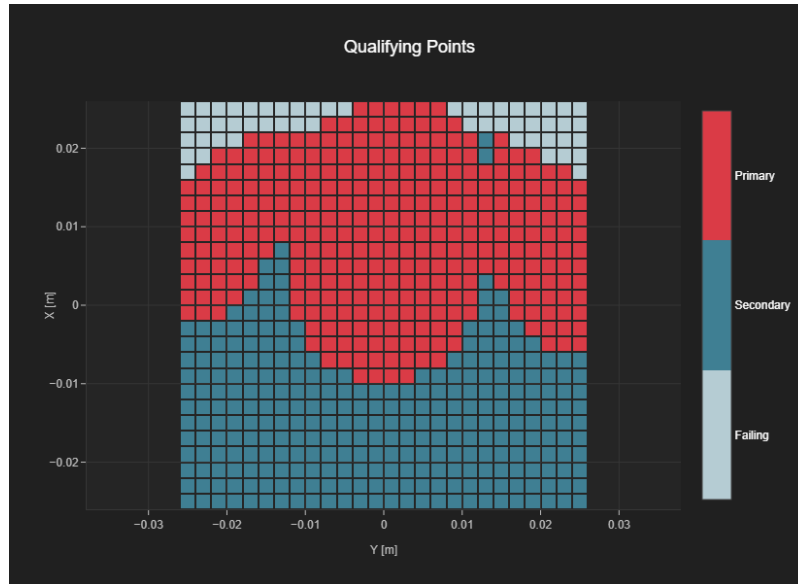 Qualifying Points
0.02
0.01
0
−0.01
−0.02
X [m]
−0.03
−0.02
−0.01
0
0.01
0.02
0.03
Y [m]
Primary
Secondary
Failing